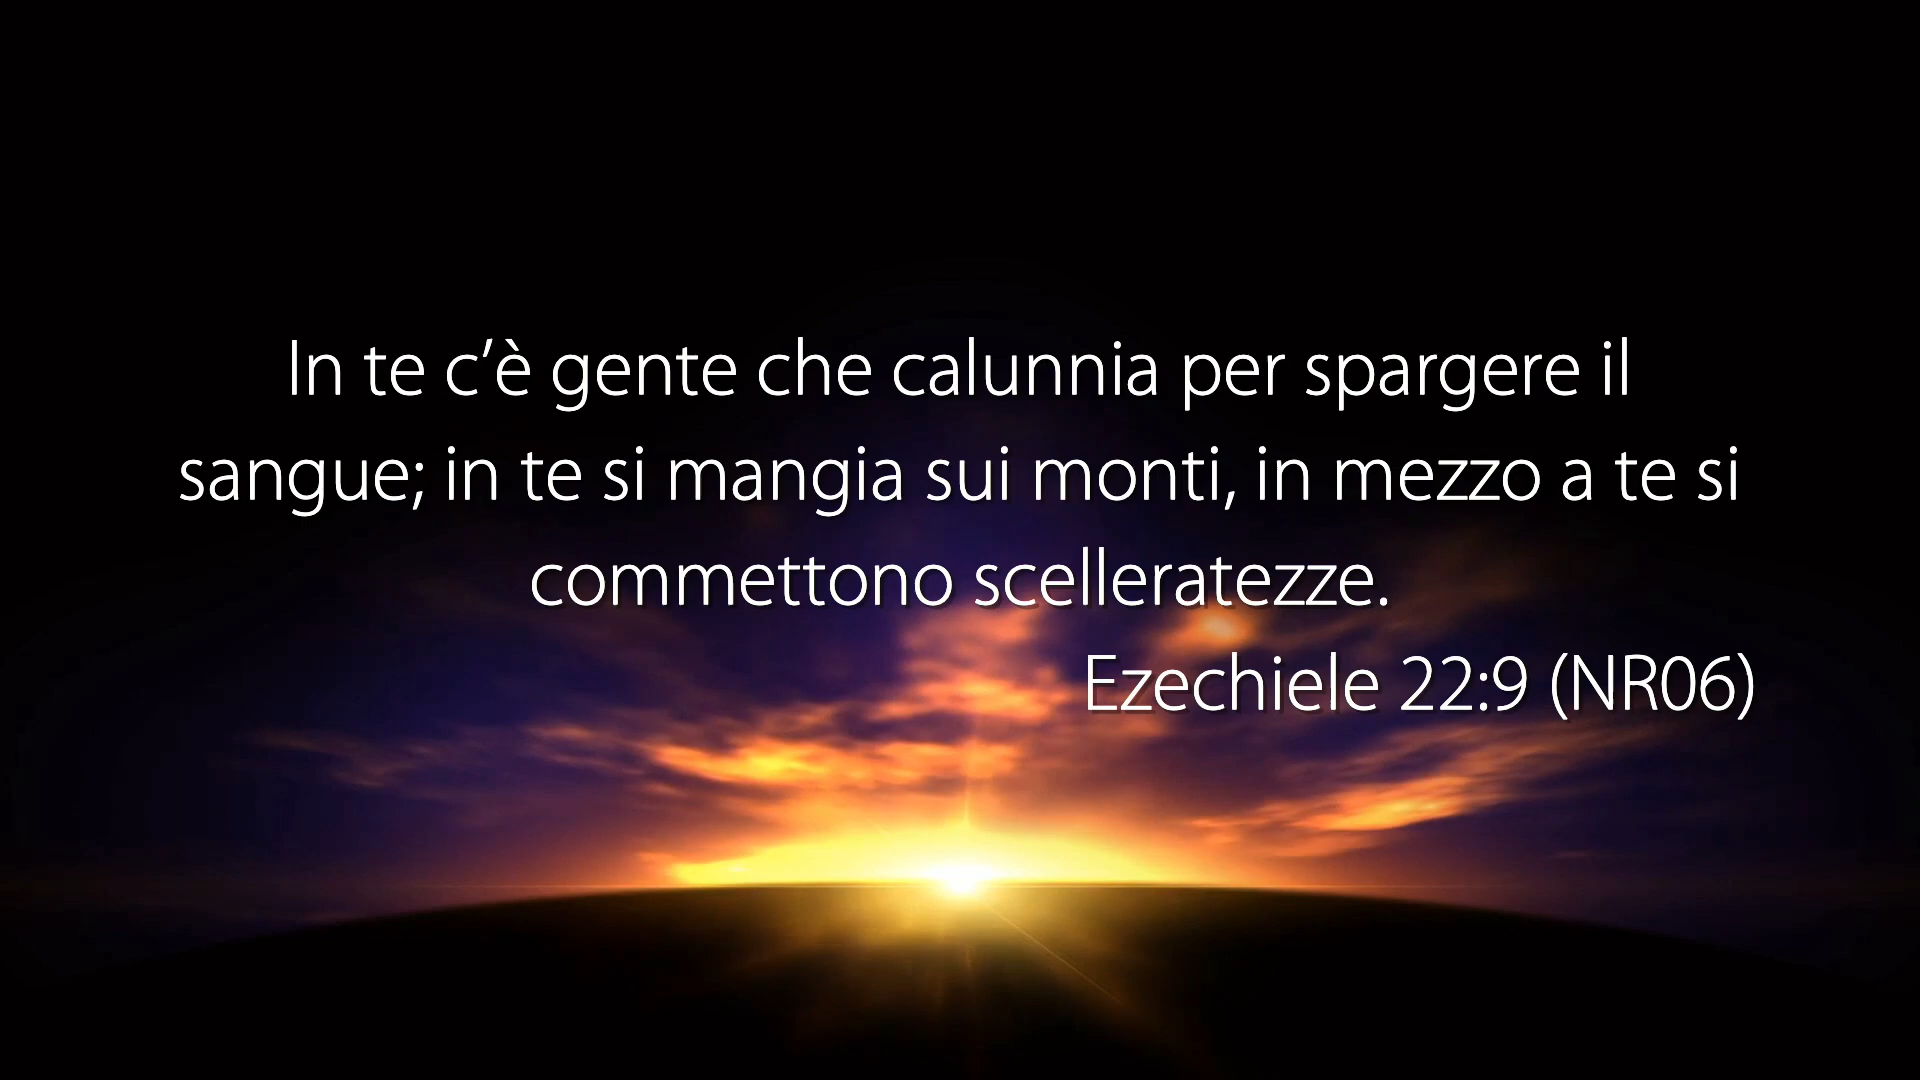 In te c’è gente che calunnia per spargere il
sangue; in te si mangia sui monti, in mezzo a te si
commettono scelleratezze.
Ezechiele 22:9 (NR06)